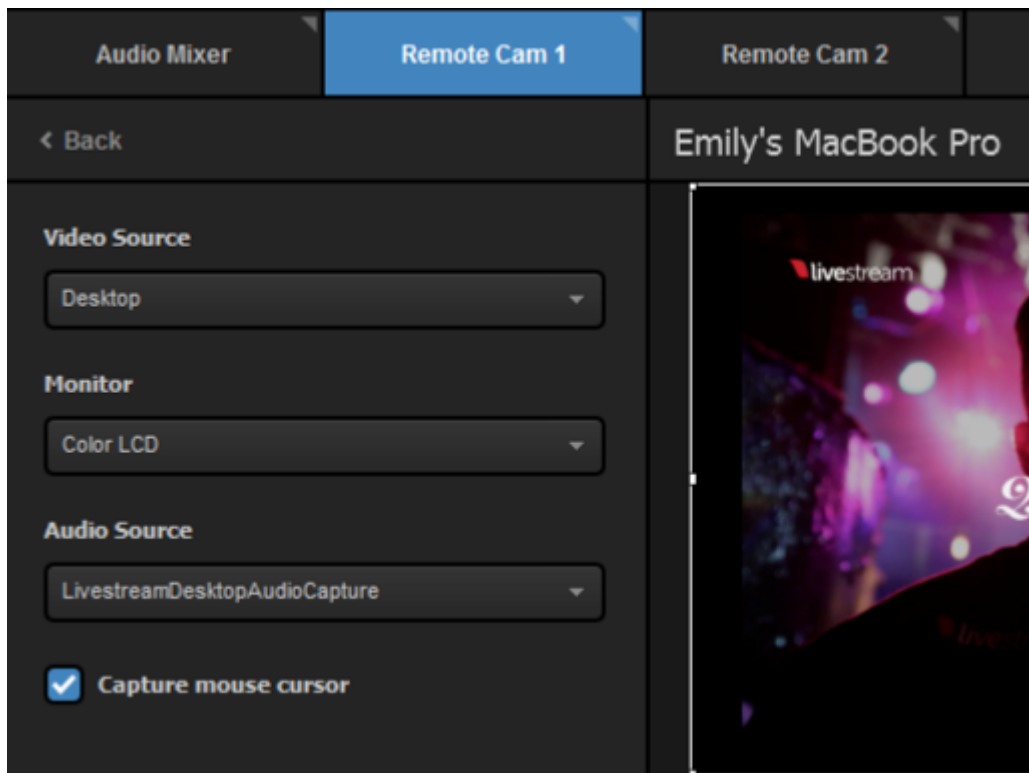 Audio Mixer
Remote Cam 1
Remote Cam 2
< Back
Emily's MacBook Pro
Video Source
Desktop
livestream
Monitor
Color LCD
Audio Source
LivestreamDesktopAudioCapture
Capture mouse cursor